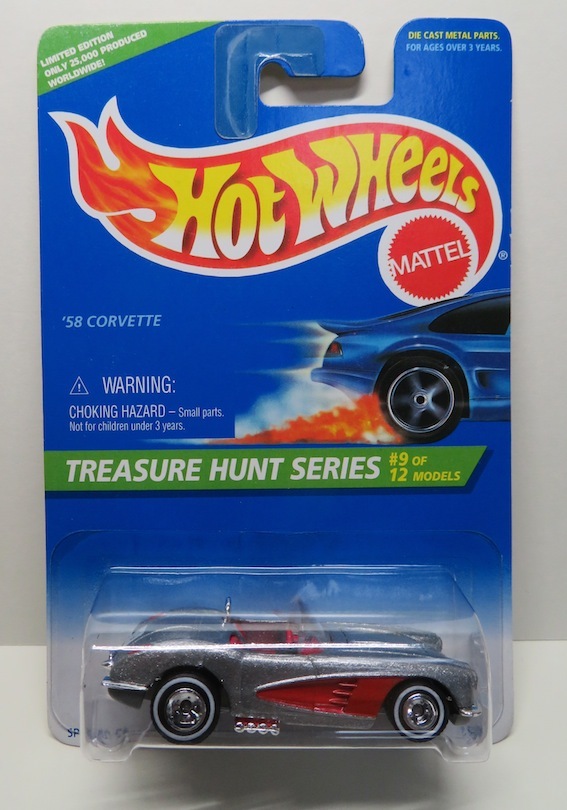 LIMITED EDITION
ONLY 25,000 PRODUCED
WORLDWIDE!
DIE CAST METAL PARTS.
FOR AGES OVER 3 YEARS.
HOT WHEELS
MATTEL
®
'58 CORVETTE
WARNING:
CHOKING HAZARD – Small parts.
Not for children under 3 years.
TREASURE HUNT SERIES #9 OF
12 MODELS